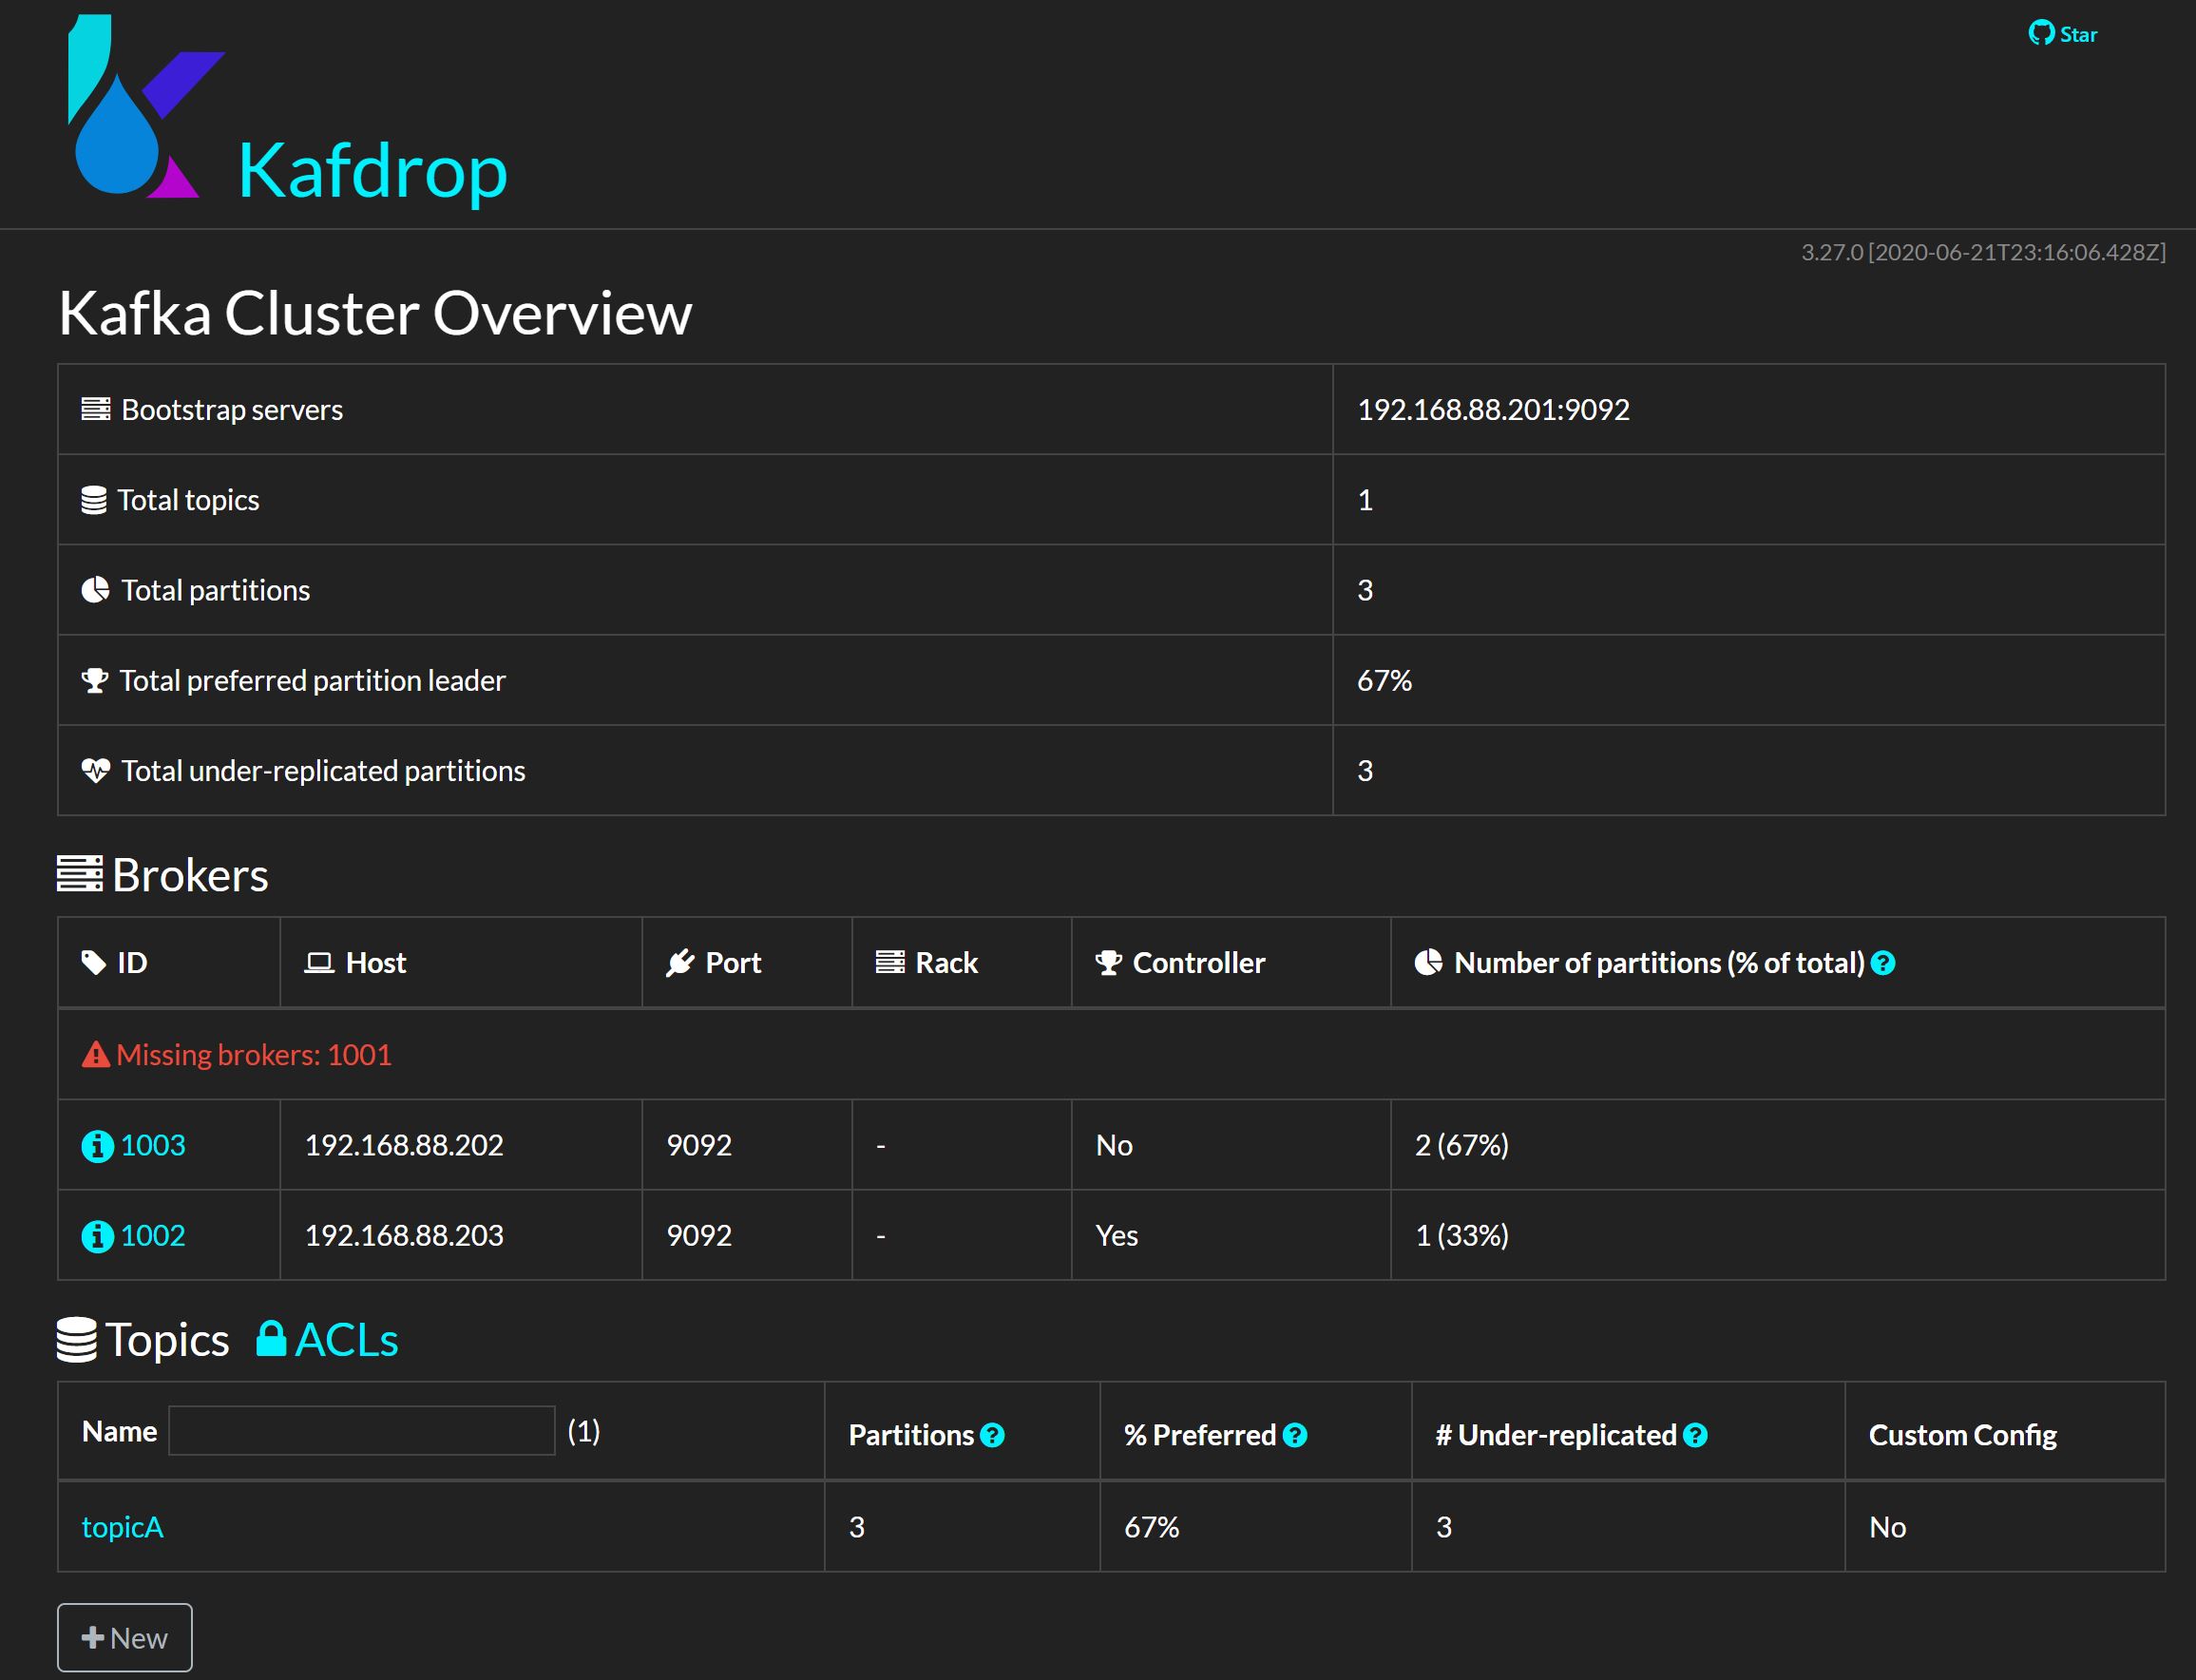 Star
Kafdrop
3.27.0 [2020-06-21T23:16:06.428Z]
Kafka Cluster Overview
Bootstrap servers 192.168.88.201:9092
Total topics 1
Total partitions 3
Total preferred partition leader 67%
Total under-replicated partitions 3
Brokers
ID Host Port Rack Controller Number of partitions (% of total)
Missing brokers: 1001
1003 192.168.88.202 9092 - No 2 (67%)
1002 192.168.88.203 9092 - Yes 1 (33%)
Topics ACLs
Name (1) Partitions % Preferred # Under-replicated Custom Config
topicA 3 67% 3 No
New